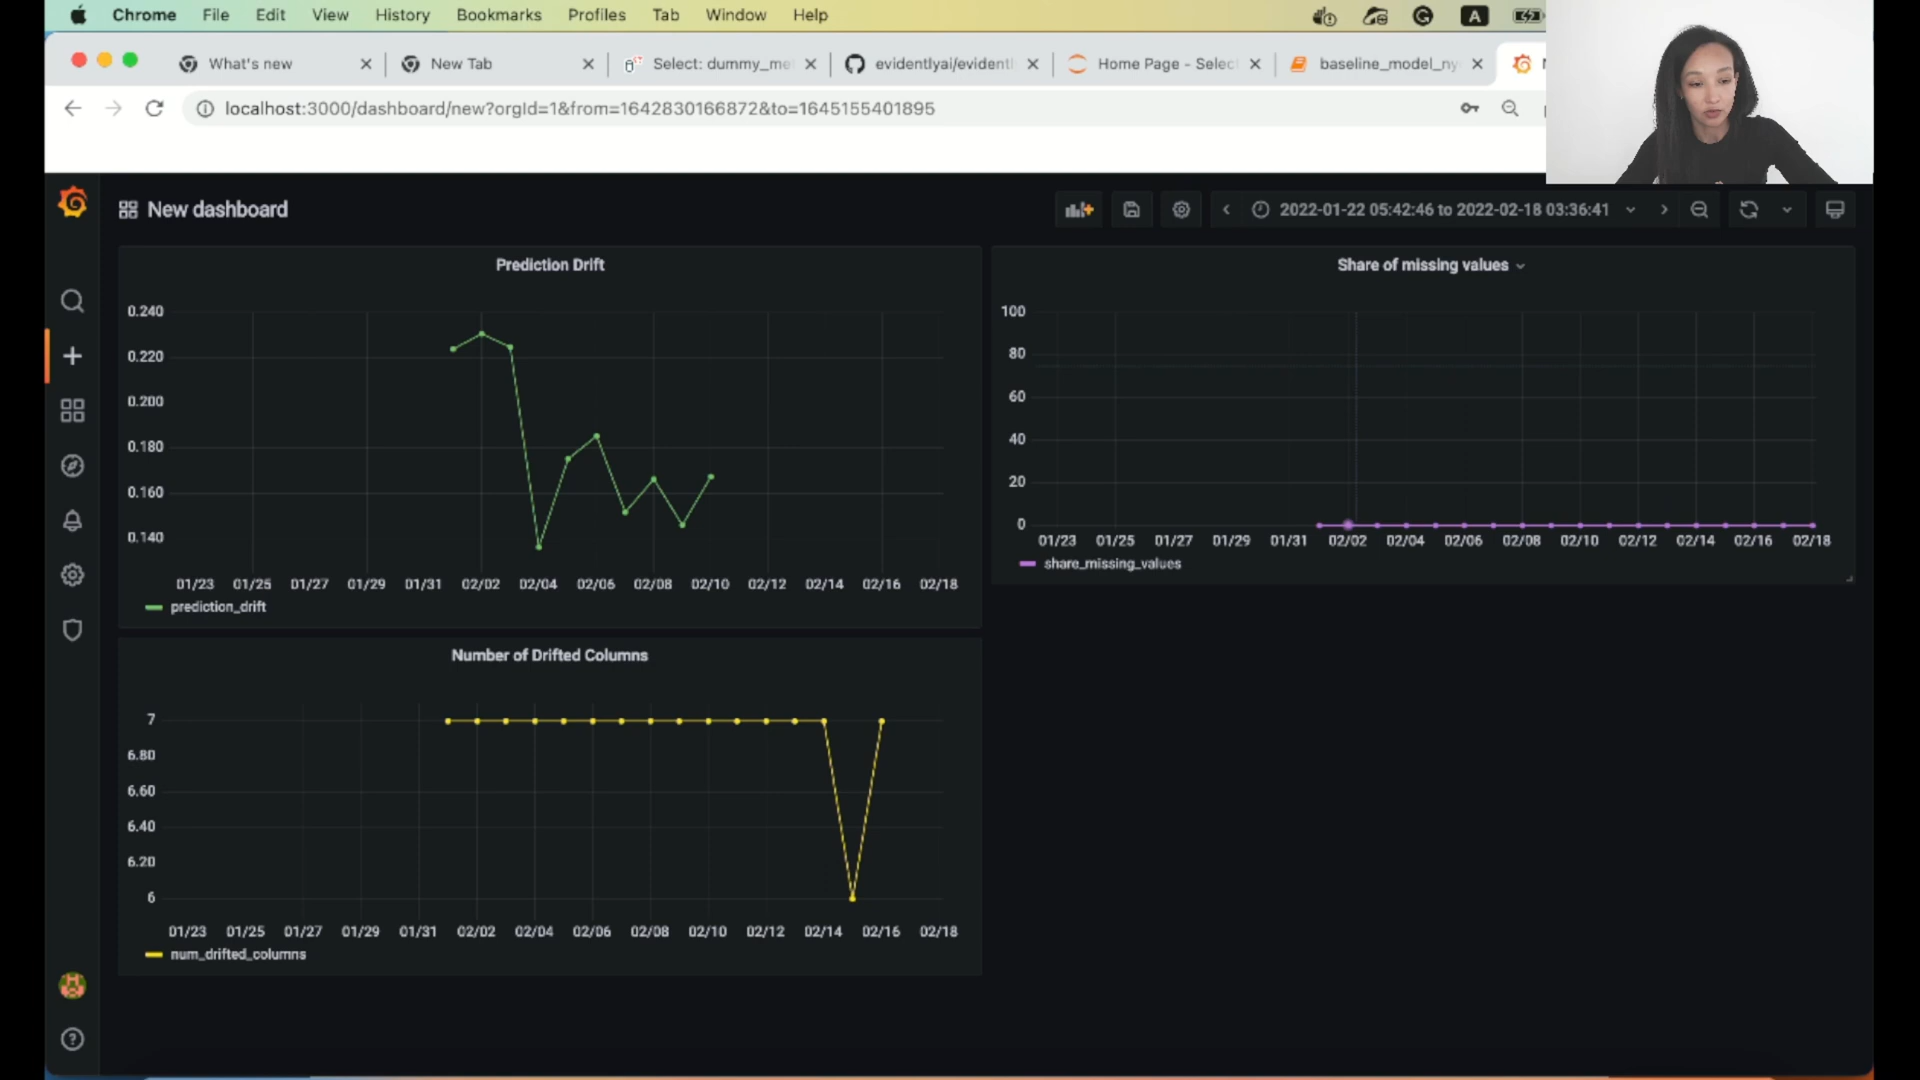 Chrome File Edit View History Bookmarks Profiles Tab Window Help A
What's new New Tab Select: dummy_me evidentlyai/evidentl Home Page - Select baseline_model_ny
localhost:3000/dashboard/new?orgId=1&from=1642830166872&to=1645155401895
New dashboard 2022-01-22 05:42:46 to 2022-02-18 03:36:41
Prediction Drift
0.240
0.220
0.200
0.180
0.160
0.140
01/23 01/25 01/27 01/29 01/31 02/02 02/04 02/06 02/08 02/10 02/12 02/14 02/16 02/18
prediction_drift
Share of missing values
100
80
60
40
20
0
01/23 01/25 01/27 01/29 01/31 02/02 02/04 02/06 02/08 02/10 02/12 02/14 02/16 02/18
share_missing_values
Number of Drifted Columns
7
6.80
6.60
6.40
6.20
6
01/23 01/25 01/27 01/29 01/31 02/02 02/04 02/06 02/08 02/10 02/12 02/14 02/16 02/18
num_drifted_columns